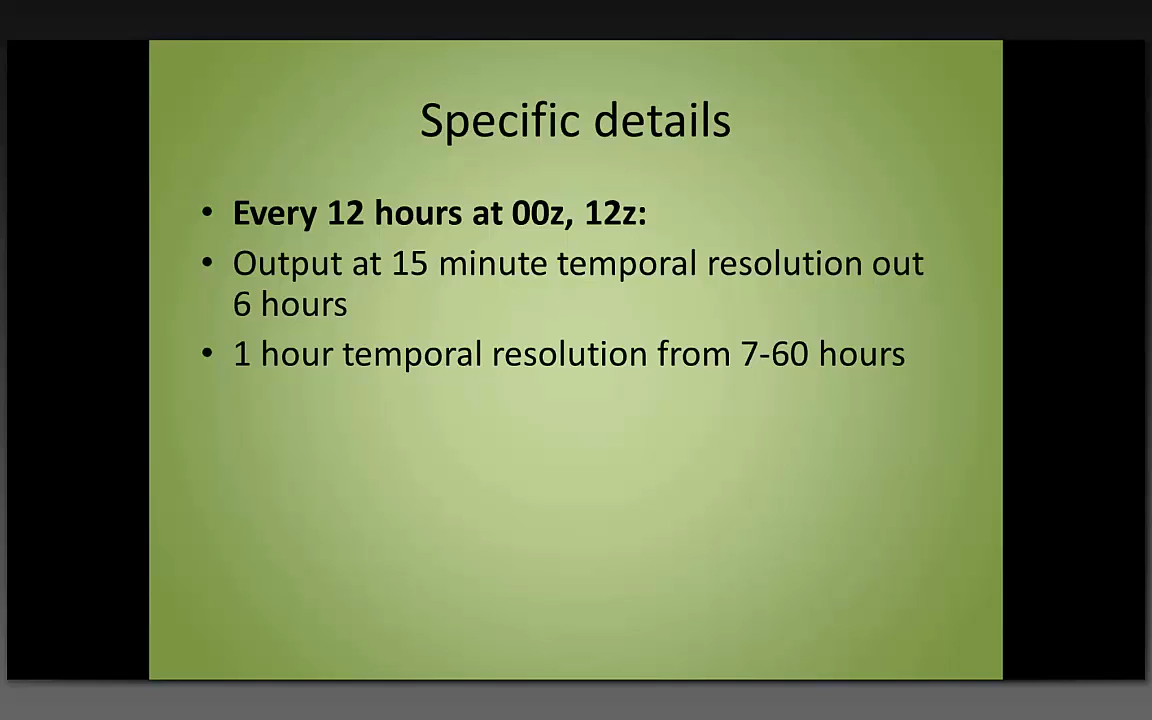 Specific details
• Every 12 hours at 00z, 12z:
• Output at 15 minute temporal resolution out
6 hours
• 1 hour temporal resolution from 7-60 hours